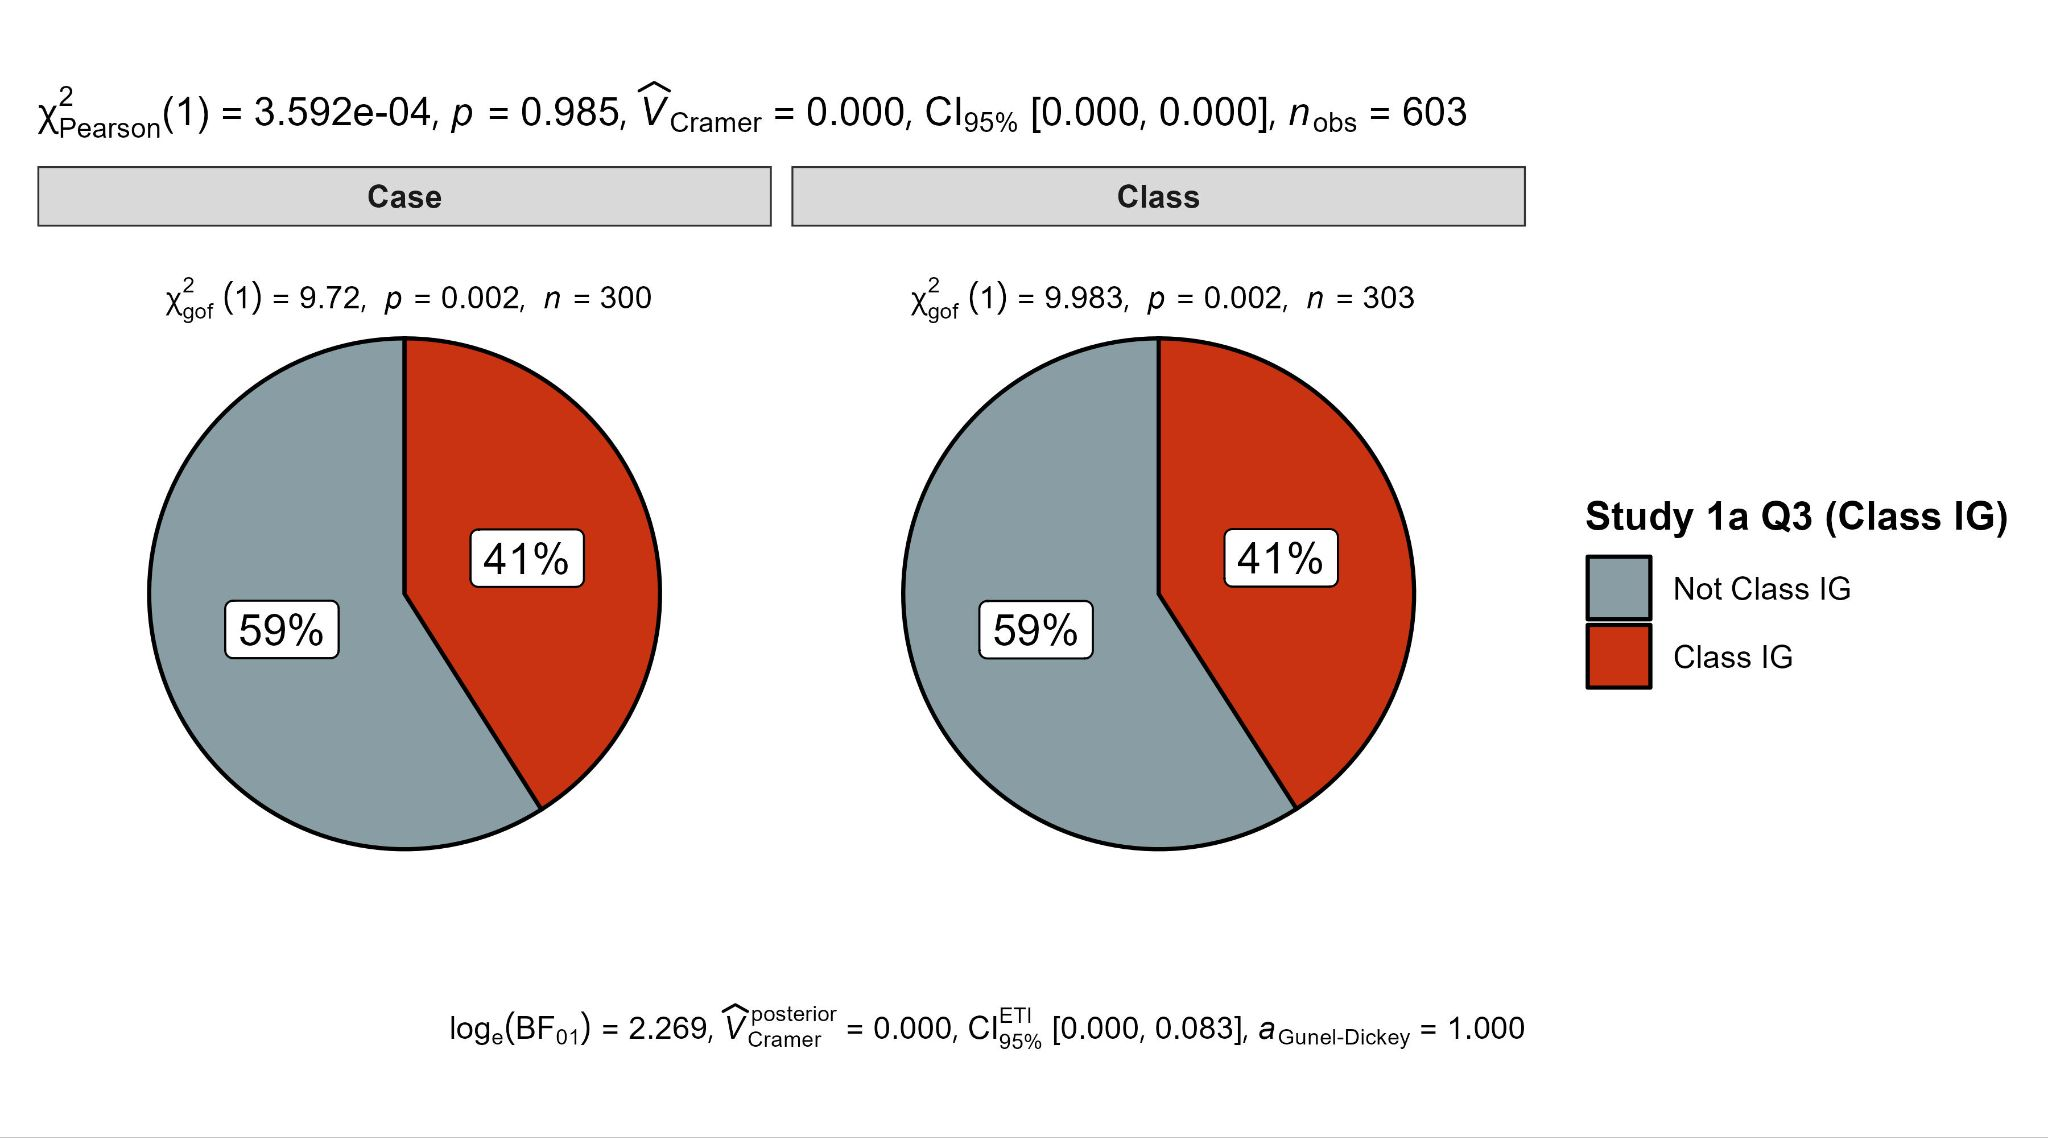 χ²Pearson(1) = 3.592e-04, p = 0.985, V̂Cramer = 0.000, CI95% [0.000, 0.000], nobs = 603
Case
Class
χ²gof (1) = 9.72, p = 0.002, n = 300
χ²gof (1) = 9.983, p = 0.002, n = 303
41%
59%
41%
59%
Study 1a Q3 (Class IG)
Not Class IG
Class IG
loge(BF01) = 2.269, V̂posteriorCramer = 0.000, CIETI95% [0.000, 0.083], aGunel-Dickey = 1.000